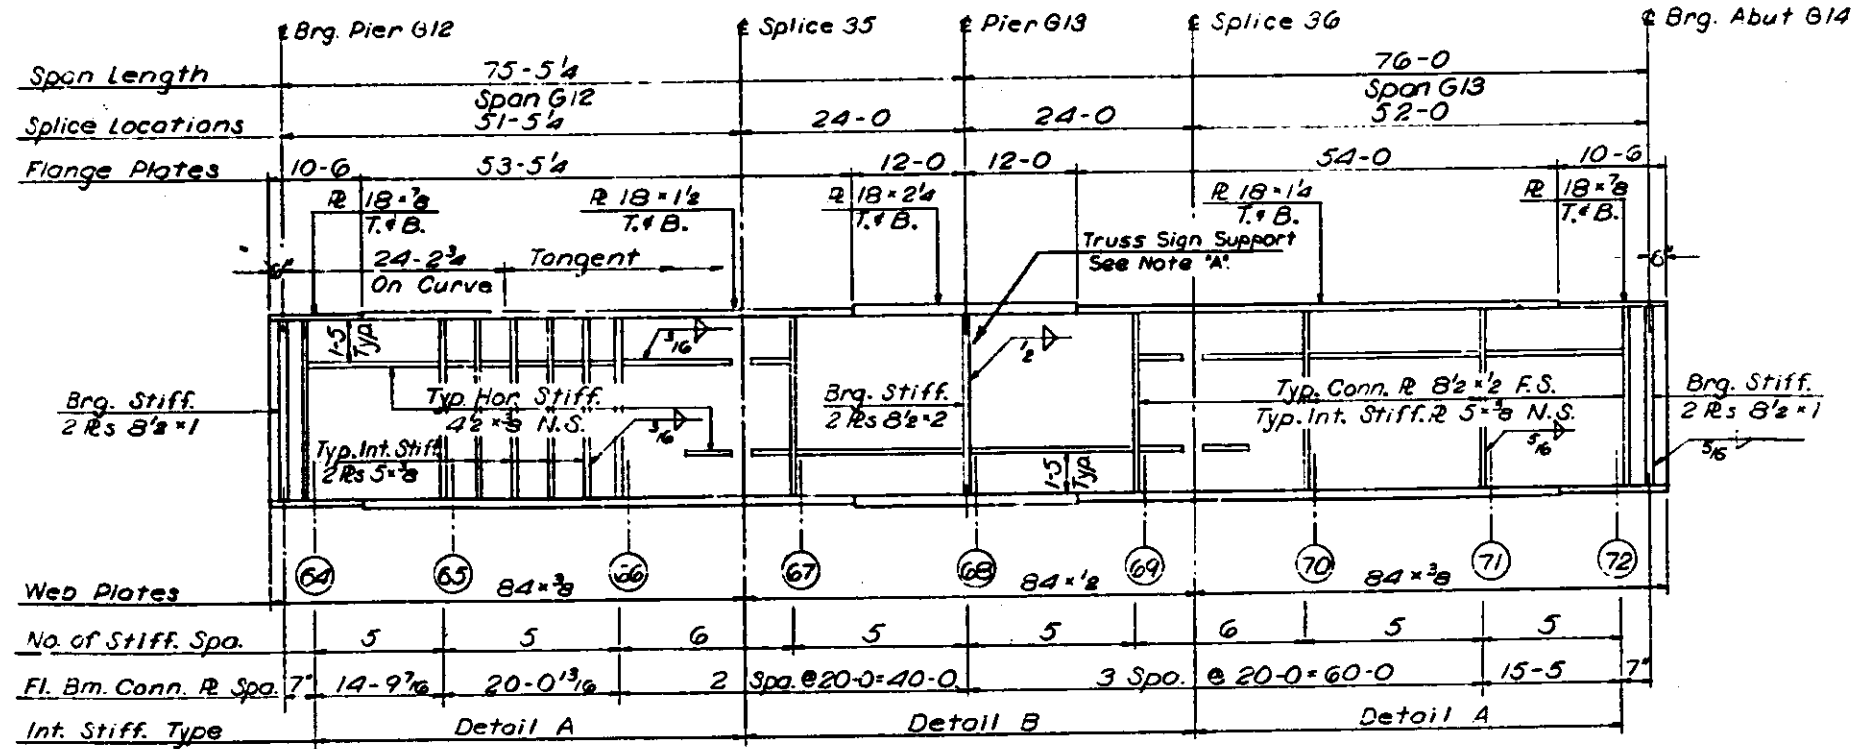 ℄ Brg. Pier G12 ℄ Splice 35 ℄ Pier G13 ℄ Splice 36 ℄ Brg. Abut G14
Span Length 75-5¼ 76-0
Span G12 Span G13
Splice Locations 51-5¼ 24-0 24-0 52-0
Flange Plates 10-6 53-5¼ 12-0 12-0 54-0 10-6
℞ 18×⅞ ℞ 18×1½ ℞ 18×2¼ ℞ 18×1¼ ℞ 18×⅞
T.&B. T.&B. T.&B. T.&B. T.&B.
Truss Sign Support
See Note "A".
6" 24-2¾ Tangent 6"
On Curve
1-5 Typ 3/16 1/2
Brg. Stiff.
2 ℞s 8½×1
Typ. Hor. Stiff.
4½×⅜ N.S.
3/16
Typ. Int. Stiff.
2 ℞s 5×⅜
Brg. Stiff.
2 ℞s 8½×2
1-5 Typ
Typ. Conn. ℞ 8½×½ F.S.
Typ. Int. Stiff. ℞ 5×⅜ N.S.
5/16
Brg. Stiff.
2 ℞s 8½×1
5/16
64 65 66 67 68 69 70 71 72
Web Plates 84×⅜ 84×½ 84×⅜
No. of Stiff. Spa. 5 5 6 5 5 6 5 5
Fl. Bm. Conn. ℞ Spa. 7" 14-9 7/16 20-0 13/16 2 Spa. @ 20-0=40-0 3 Spa. @ 20-0=60-0 15-5 7"
Int. Stiff. Type Detail A Detail B Detail A